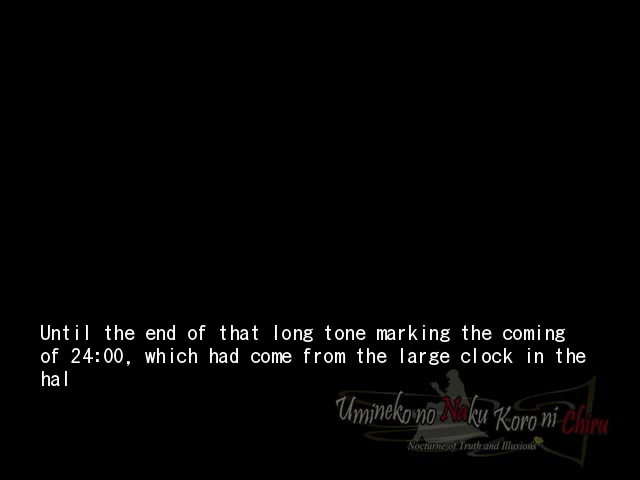 Until the end of that long tone marking the coming
of 24:00, which had come from the large clock in the
hal
Umineko no Naku Koro ni Chiru
Nocturne of Truth and Illusions